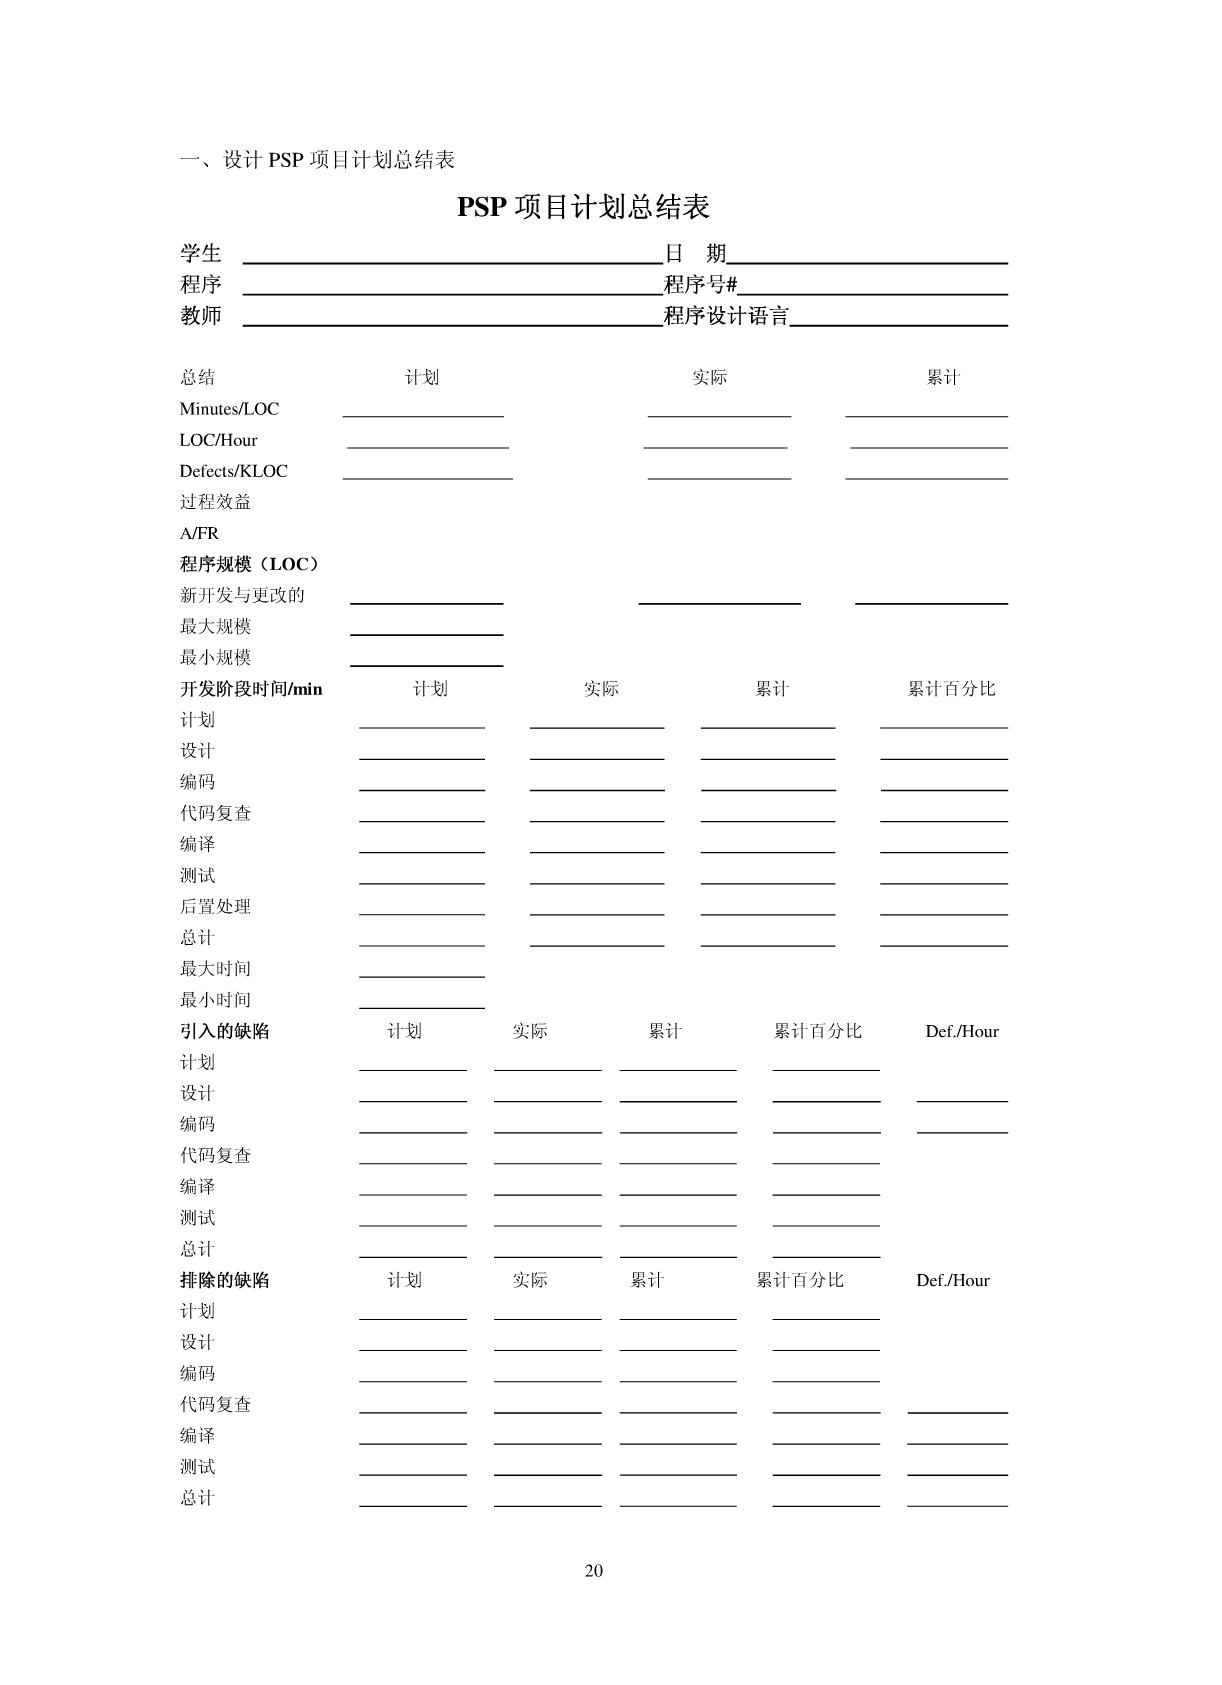 一、设计 PSP 项目计划总结表
PSP 项目计划总结表
学生 日 期
程序 程序号#
教师 程序设计语言
总结 计划 实际 累计
Minutes/LOC
LOC/Hour
Defects/KLOC
过程效益
A/FR
程序规模（LOC）
新开发与更改的
最大规模
最小规模
开发阶段时间/min 计划 实际 累计 累计百分比
计划
设计
编码
代码复查
编译
测试
后置处理
总计
最大时间
最小时间
引入的缺陷 计划 实际 累计 累计百分比 Def./Hour
计划
设计
编码
代码复查
编译
测试
总计
排除的缺陷 计划 实际 累计 累计百分比 Def./Hour
计划
设计
编码
代码复查
编译
测试
总计
20